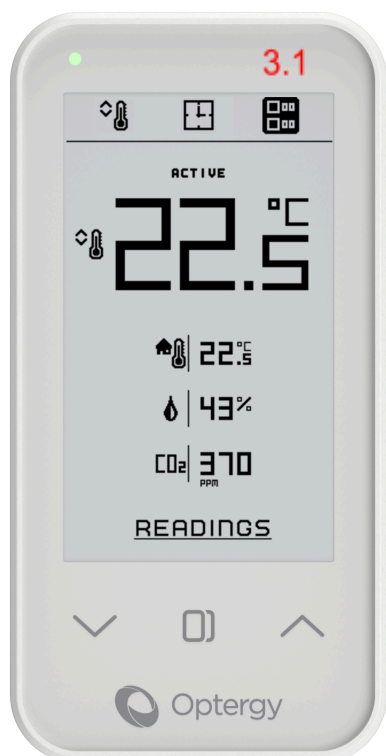 3.1
ACTIVE
22.5°C
22.5°C
43%
CO₂ 370
PPM
READINGS
Optergy